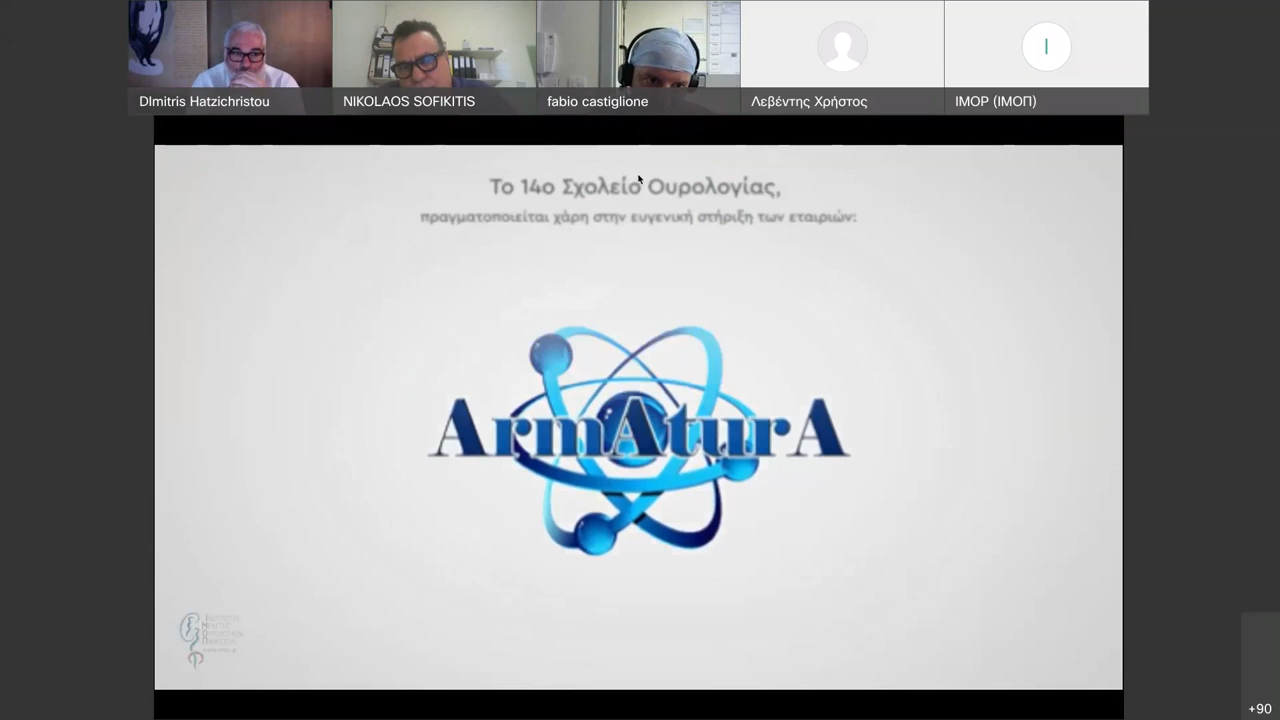 DImitris Hatzichristou
NIKOLAOS SOFIKITIS
fabio castiglione
Λεβέντης Χρήστος
IMOP (ΙΜΟΠ)
I
Το 14ο Σχολείο Ουρολογίας,
πραγματοποιείται χάρη στην ευγενική στήριξη των εταιριών:
ArmAturA
+90